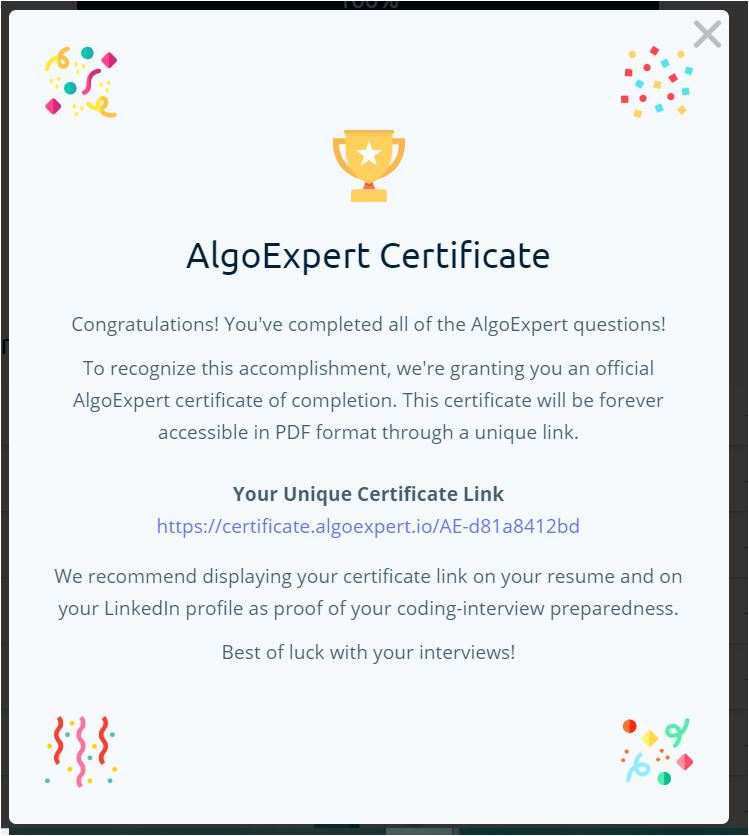 100%
AlgoExpert Certificate
Congratulations! You've completed all of the AlgoExpert questions!
To recognize this accomplishment, we're granting you an official
AlgoExpert certificate of completion. This certificate will be forever
accessible in PDF format through a unique link.
Your Unique Certificate Link
https://certificate.algoexpert.io/AE-d81a8412bd
We recommend displaying your certificate link on your resume and on
your LinkedIn profile as proof of your coding-interview preparedness.
Best of luck with your interviews!